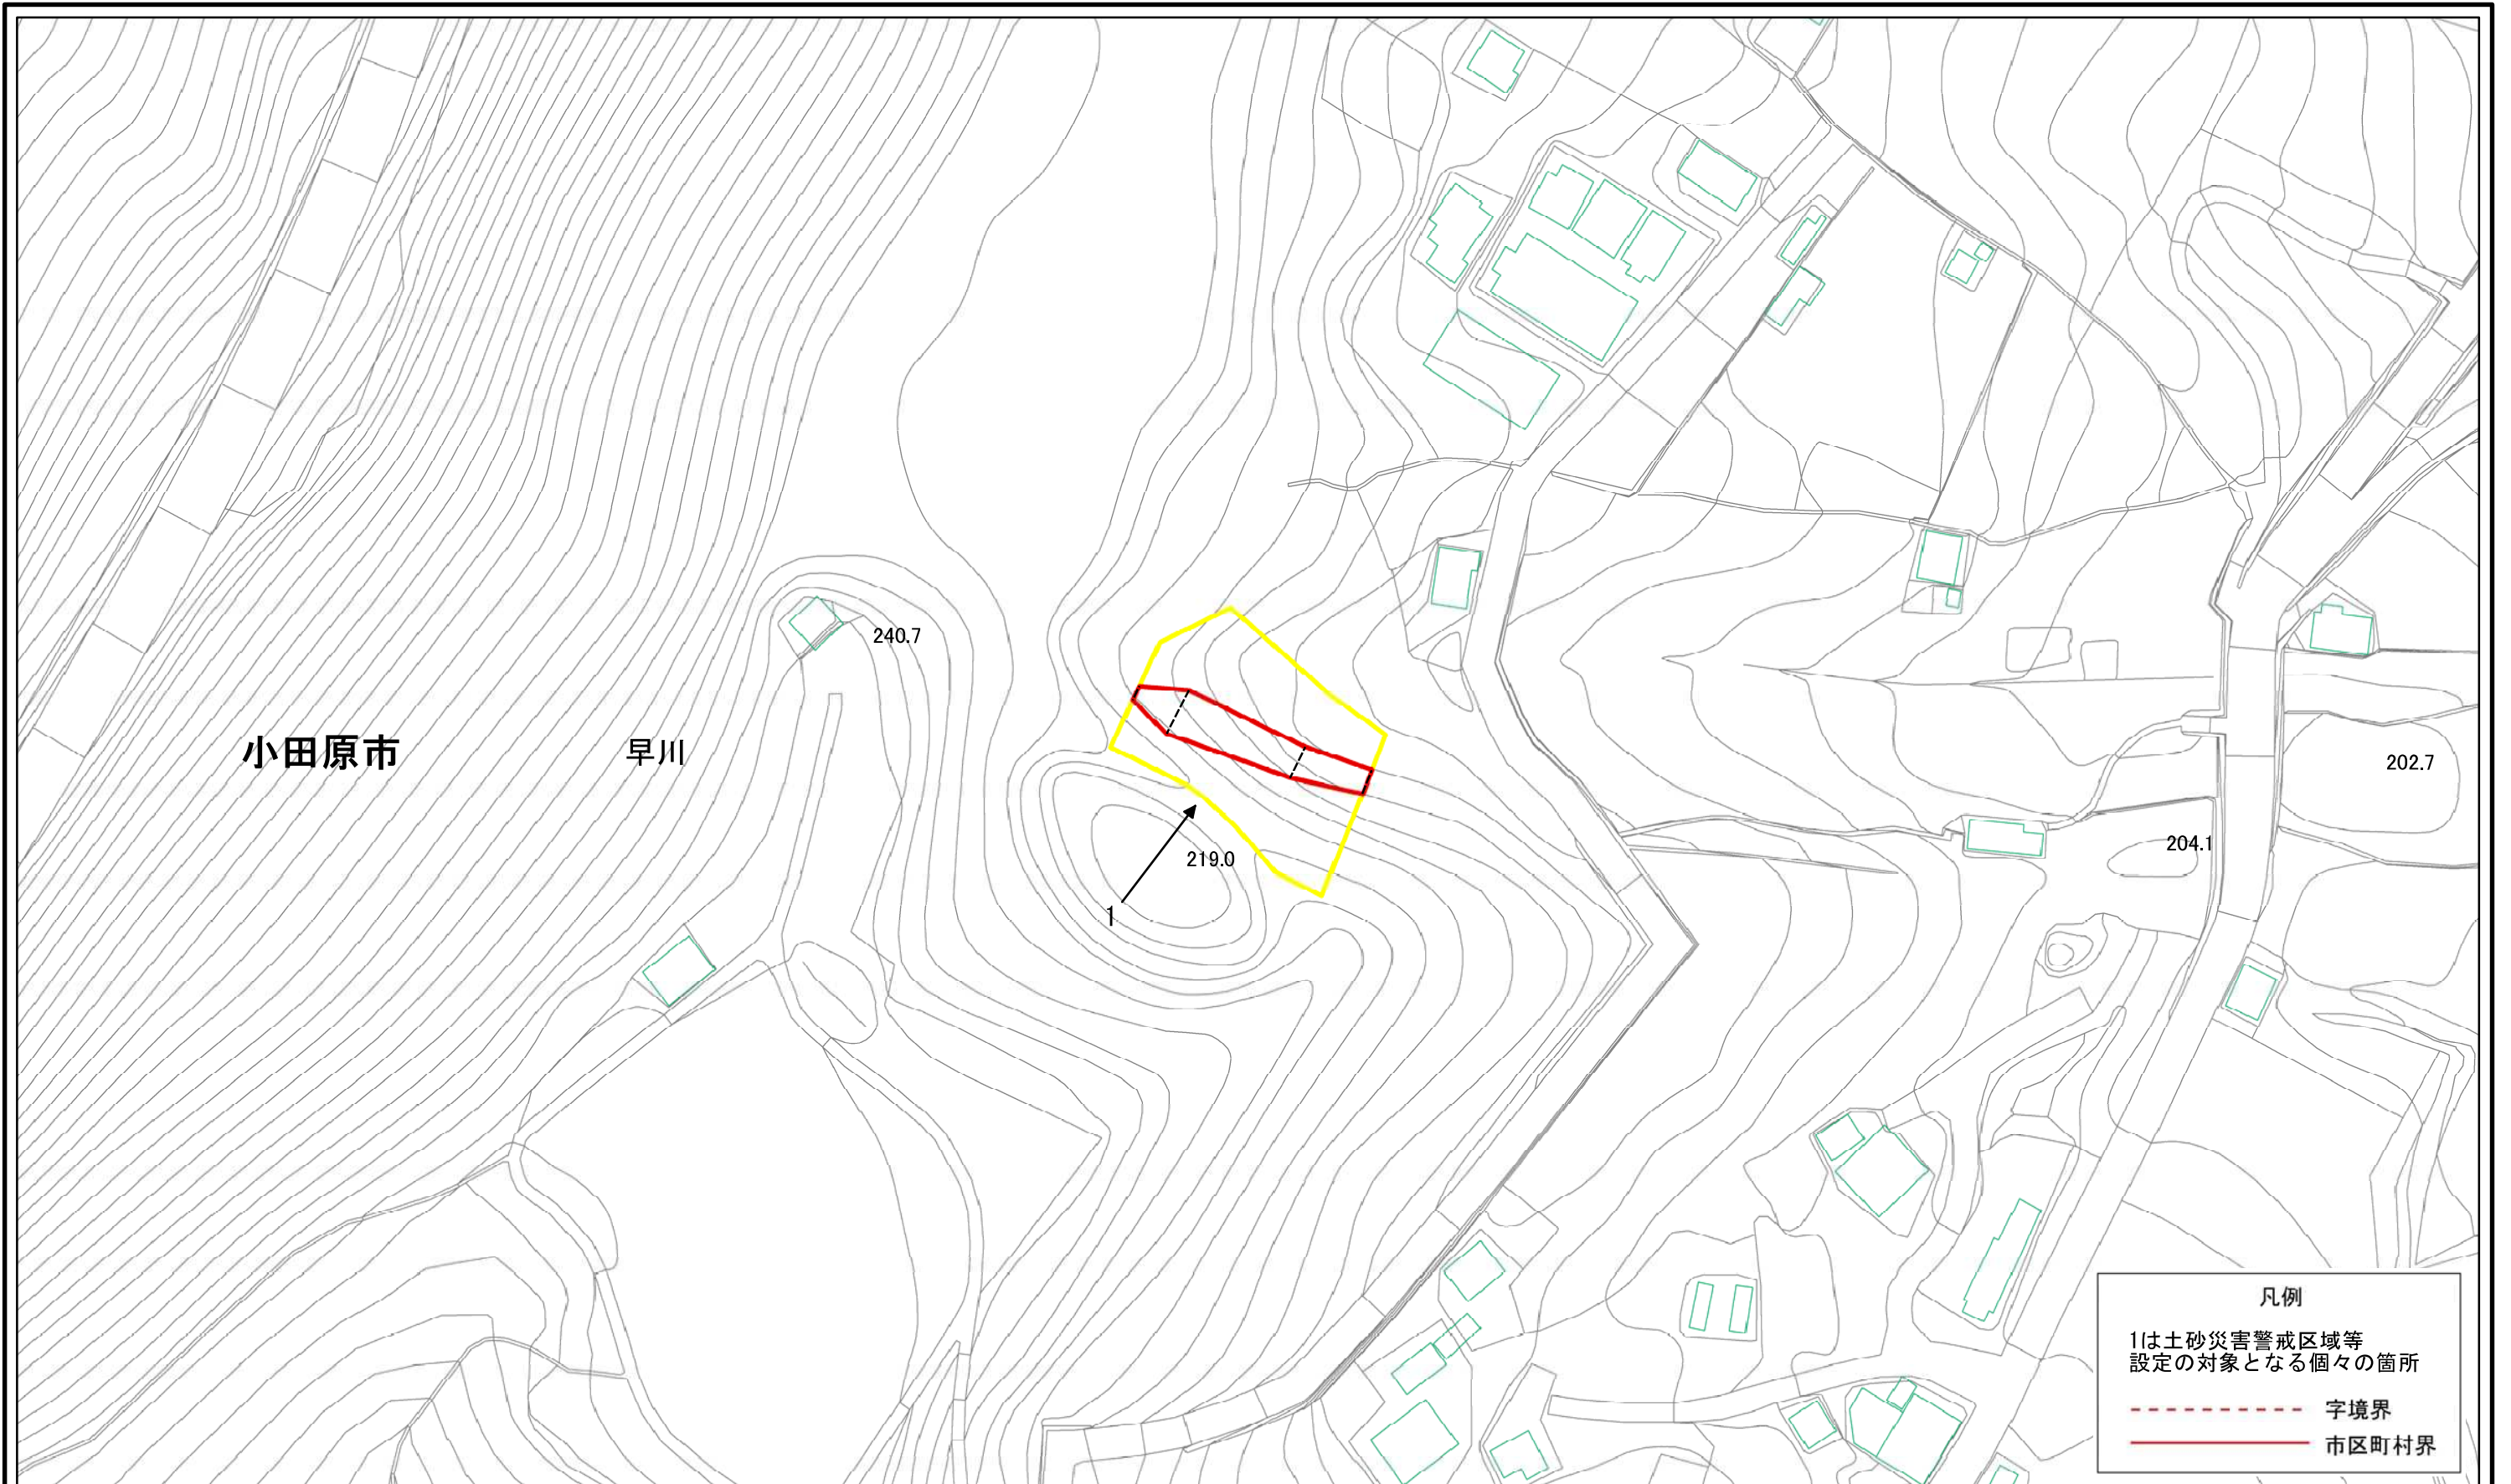 240.7
小田原市
早川
202.7
204.1
219.0
1
凡例
1は土砂災害警戒区域等
設定の対象となる個々の箇所
字境界
市区町村界